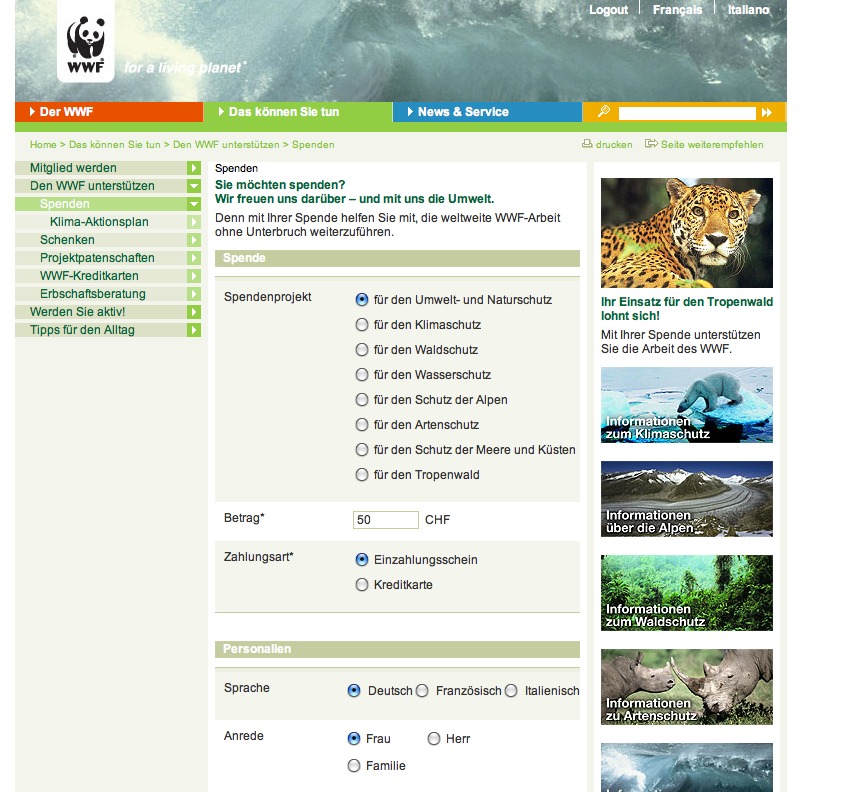 Logout Français Italiano
WWF
for a living planet®
Der WWF
Das können Sie tun
News & Service
Home > Das können Sie tun > Den WWF unterstützen > Spenden
drucken Seite weiterempfehlen
Mitglied werden
Den WWF unterstützen
Spenden
Klima-Aktionsplan
Schenken
Projektpatenschaften
WWF-Kreditkarten
Erbschaftsberatung
Werden Sie aktiv!
Tipps für den Alltag
Spenden
Sie möchten spenden?
Wir freuen uns darüber – und mit uns die Umwelt.
Denn mit Ihrer Spende helfen Sie mit, die weltweite WWF-Arbeit
ohne Unterbruch weiterzuführen.
Spende
Spendenprojekt
für den Umwelt- und Naturschutz
für den Klimaschutz
für den Waldschutz
für den Wasserschutz
für den Schutz der Alpen
für den Artenschutz
für den Schutz der Meere und Küsten
für den Tropenwald
Betrag* 50 CHF
Zahlungsart* Einzahlungsschein
Kreditkarte
Personalien
Sprache Deutsch Französisch Italienisch
Anrede Frau Herr
Familie
Ihr Einsatz für den Tropenwald
lohnt sich!
Mit Ihrer Spende unterstützen
Sie die Arbeit des WWF.
Informationen
zum Klimaschutz
Informationen
über die Alpen
Informationen
zum Waldschutz
Informationen
zu Artenschutz